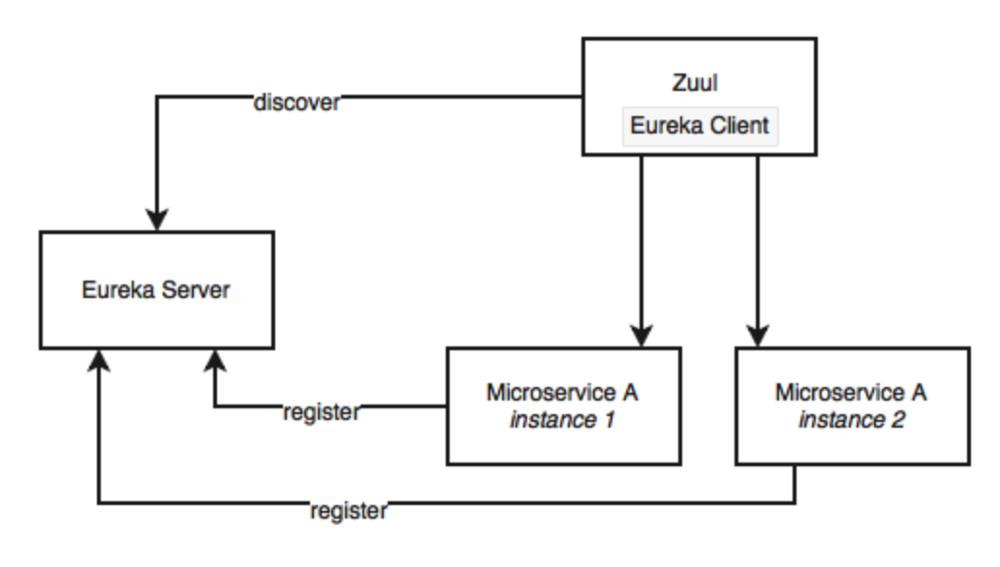 Zuul
discover
Eureka Client
Eureka Server
Microservice A
instance 1
Microservice A
instance 2
register
register